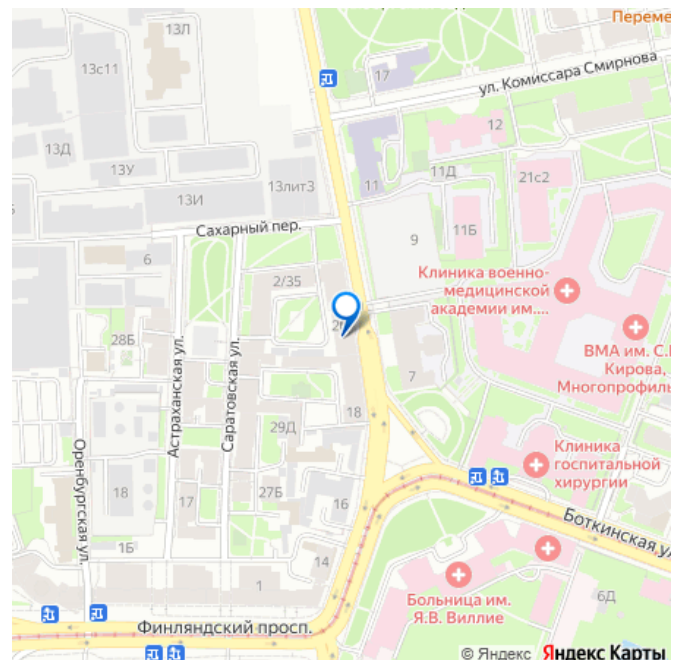 Переме
13Л
17
13с11
ул. Комиссара Смирнова
12
13Д
13У
11Д
21с2
13лит3
11
13И
Сахарный пер.
9
11Б
6
Клиника военно-
медицинской
академии им....
2/35
28Б
ВМА им. С.
Кирова,
Многопрофиль
7
Астраханская ул.
Саратовская ул.
18
29Д
Клиника
госпитальной
хирургии
Оренбургская ул.
18
27Б
17
16
Боткинская ул
1Б
14
1
6Д
Больница им.
Я.В. Виллие
Финляндский просп.
© Яндекс Яндекс Карты